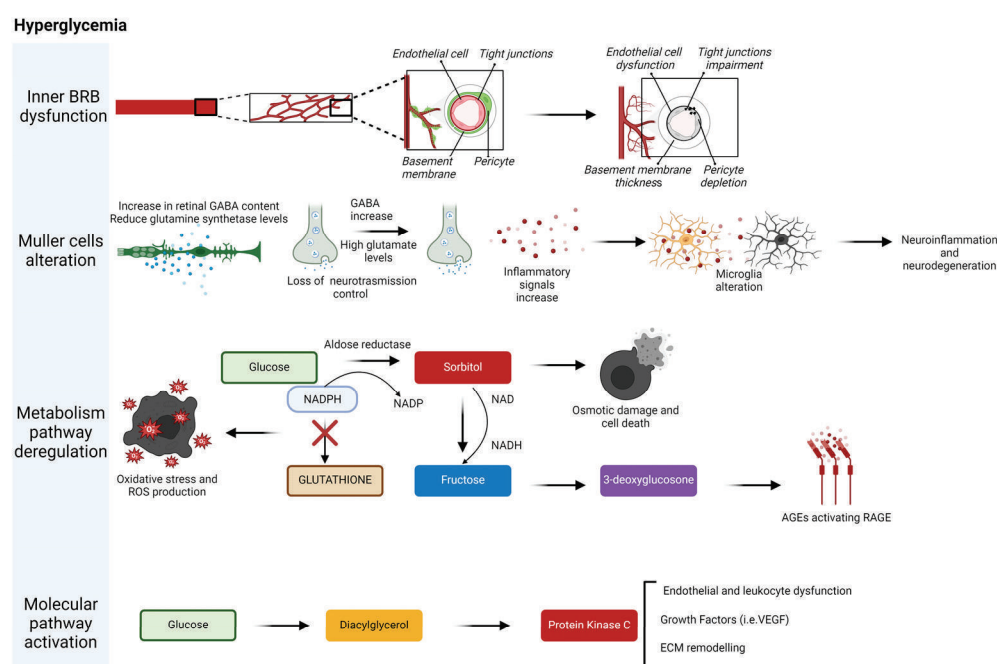 Hyperglycemia
Inner BRB
dysfunction
Endothelial cell
Tight junctions
Basement
membrane
Pericyte
Endothelial cell
dysfunction
Tight junctions
impairment
Basement membrane
thickness
Pericyte
depletion
Muller cells
alteration
Increase in retinal GABA content
Reduce glutamine synthetase levels
GABA
increase
High glutamate
levels
Loss of neurotrasmission
control
Inflammatory
signals
increase
Microglia
alteration
Neuroinflammation
and
neurodegeneration
Metabolism
pathway
deregulation
Glucose
Aldose reductase
Sorbitol
NADPH
NADP
NAD
NADH
Osmotic damage and
cell death
Oxidative stress and
ROS production
GLUTATHIONE
Fructose
3-deoxyglucosone
AGEs activating RAGE
Molecular
pathway
activation
Glucose
Diacylglycerol
Protein Kinase C
Endothelial and leukocyte dysfunction
Growth Factors (i.e.VEGF)
ECM remodelling